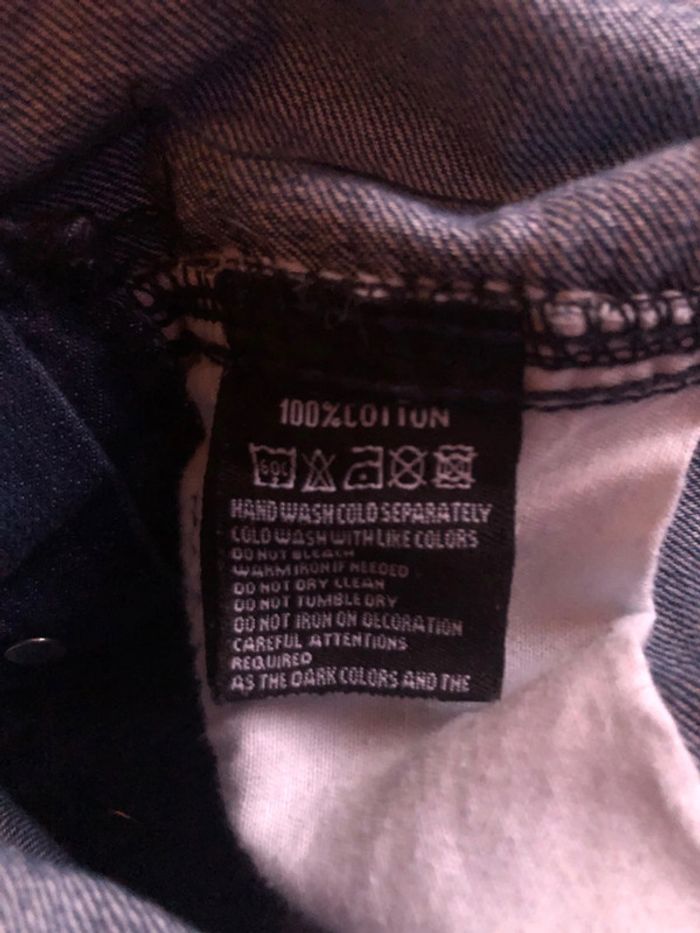 100%COTTON
HAND WASH COLD SEPARATELY
COLD WASH WITH LIKE COLORS
DO NOT BLEACH
WARM IRON IF NEEDED
DO NOT DRY CLEAN
DO NOT TUMBLE DRY
DO NOT IRON ON DECORATION
CAREFUL ATTENTIONS
REQUIRED
AS THE DARK COLORS AND THE